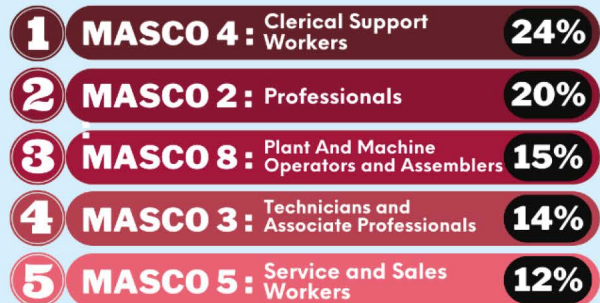 1 MASCO 4 : Clerical Support
Workers 24%
2 MASCO 2 : Professionals 20%
3 MASCO 8 : Plant And Machine
Operators and Assemblers 15%
4 MASCO 3 : Technicians and
Associate Professionals 14%
5 MASCO 5 : Service and Sales
Workers 12%